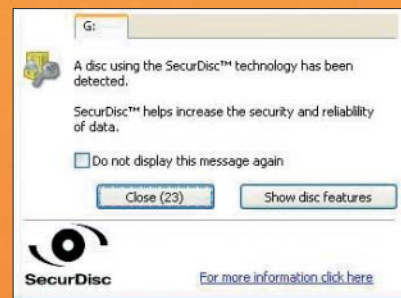 G:
A disc using the SecurDisc™ technology has been
detected.
SecurDisc™ helps increase the security and reliablility
of data.
Do not display this message again
Close (23)
Show disc features
SecurDisc
For more information click here